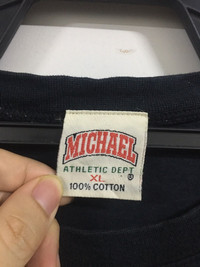 MICHAEL
ATHLETIC DEPT
XL
®
100% COTTON